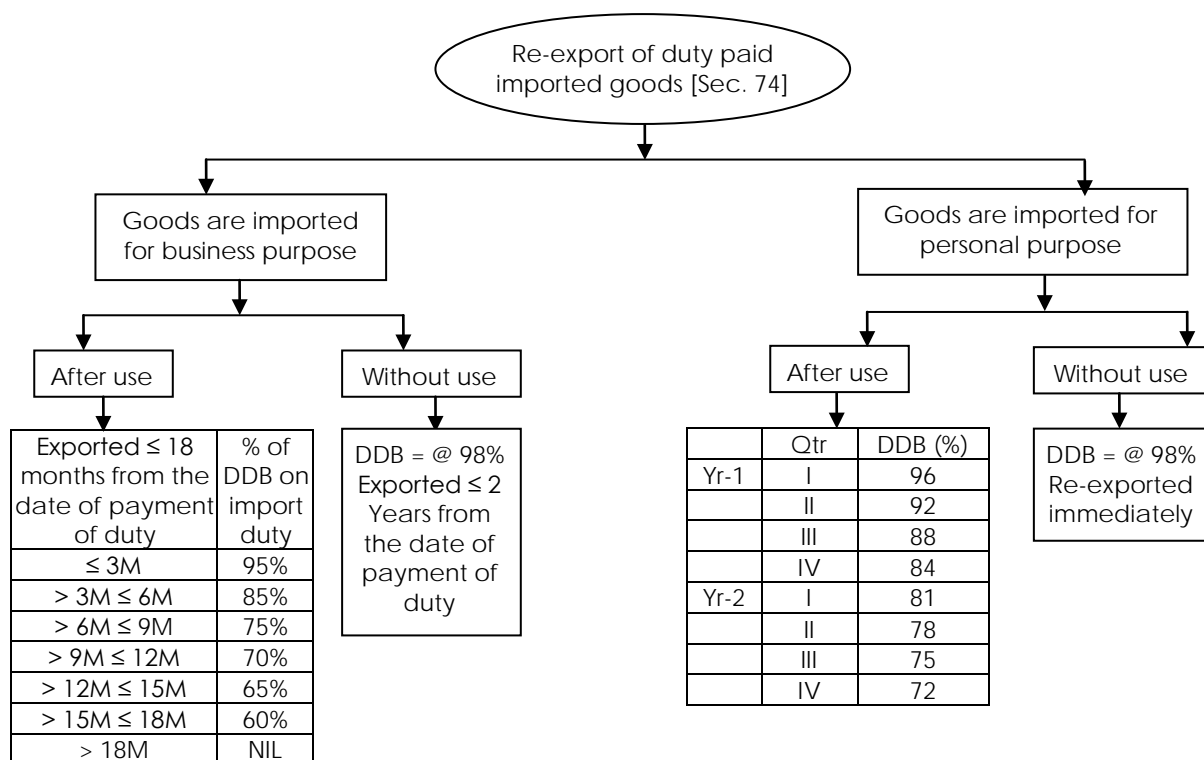 Re-export of duty paid
imported goods [Sec. 74]
Goods are imported
for business purpose
Goods are imported for
personal purpose
After use
Without use
After use
Without use
Exported ≤ 18
months from the
date of payment
of duty
% of
DDB on
import
duty
≤ 3M 95%
> 3M ≤ 6M 85%
> 6M ≤ 9M 75%
> 9M ≤ 12M 70%
> 12M ≤ 15M 65%
> 15M ≤ 18M 60%
> 18M NIL
DDB = @ 98%
Exported ≤ 2
Years from
the date of
payment of
duty
Qtr DDB (%)
Yr-1 I 96
II 92
III 88
IV 84
Yr-2 I 81
II 78
III 75
IV 72
DDB = @ 98%
Re-exported
immediately